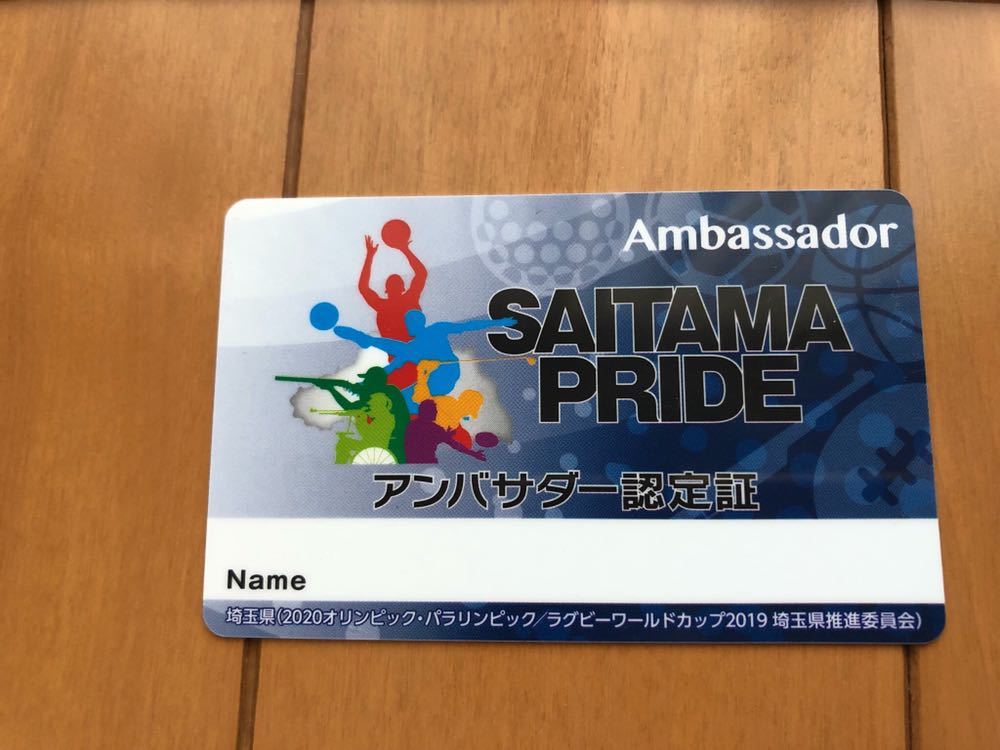 Ambassador
SAITAMA
PRIDE
アンバサダー認定証
Name
埼玉県(2020オリンピック・パラリンピック/ラグビーワールドカップ2019 埼玉県推進委員会)